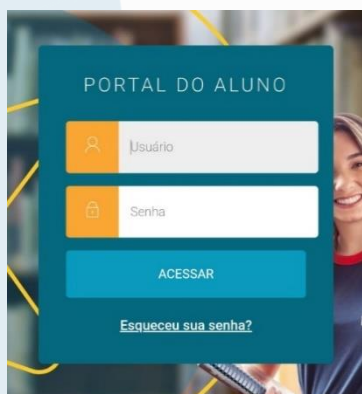 PORTAL DO ALUNO
Usuário
Senha
ACESSAR
Esqueceu sua senha?